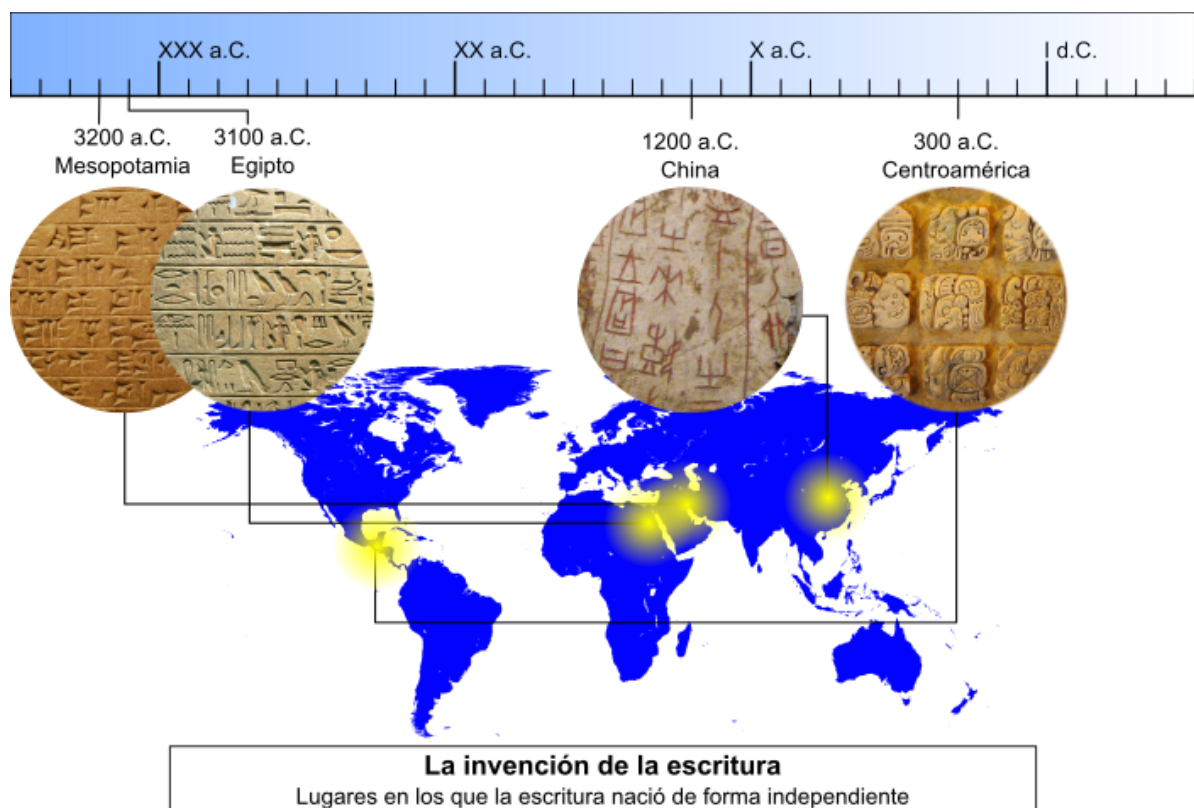 XXX a.C.
XX a.C.
X a.C.
I d.C.
3200 a.C.
Mesopotamia
3100 a.C.
Egipto
1200 a.C.
China
300 a.C.
Centroamérica
La invención de la escritura
Lugares en los que la escritura nació de forma independiente